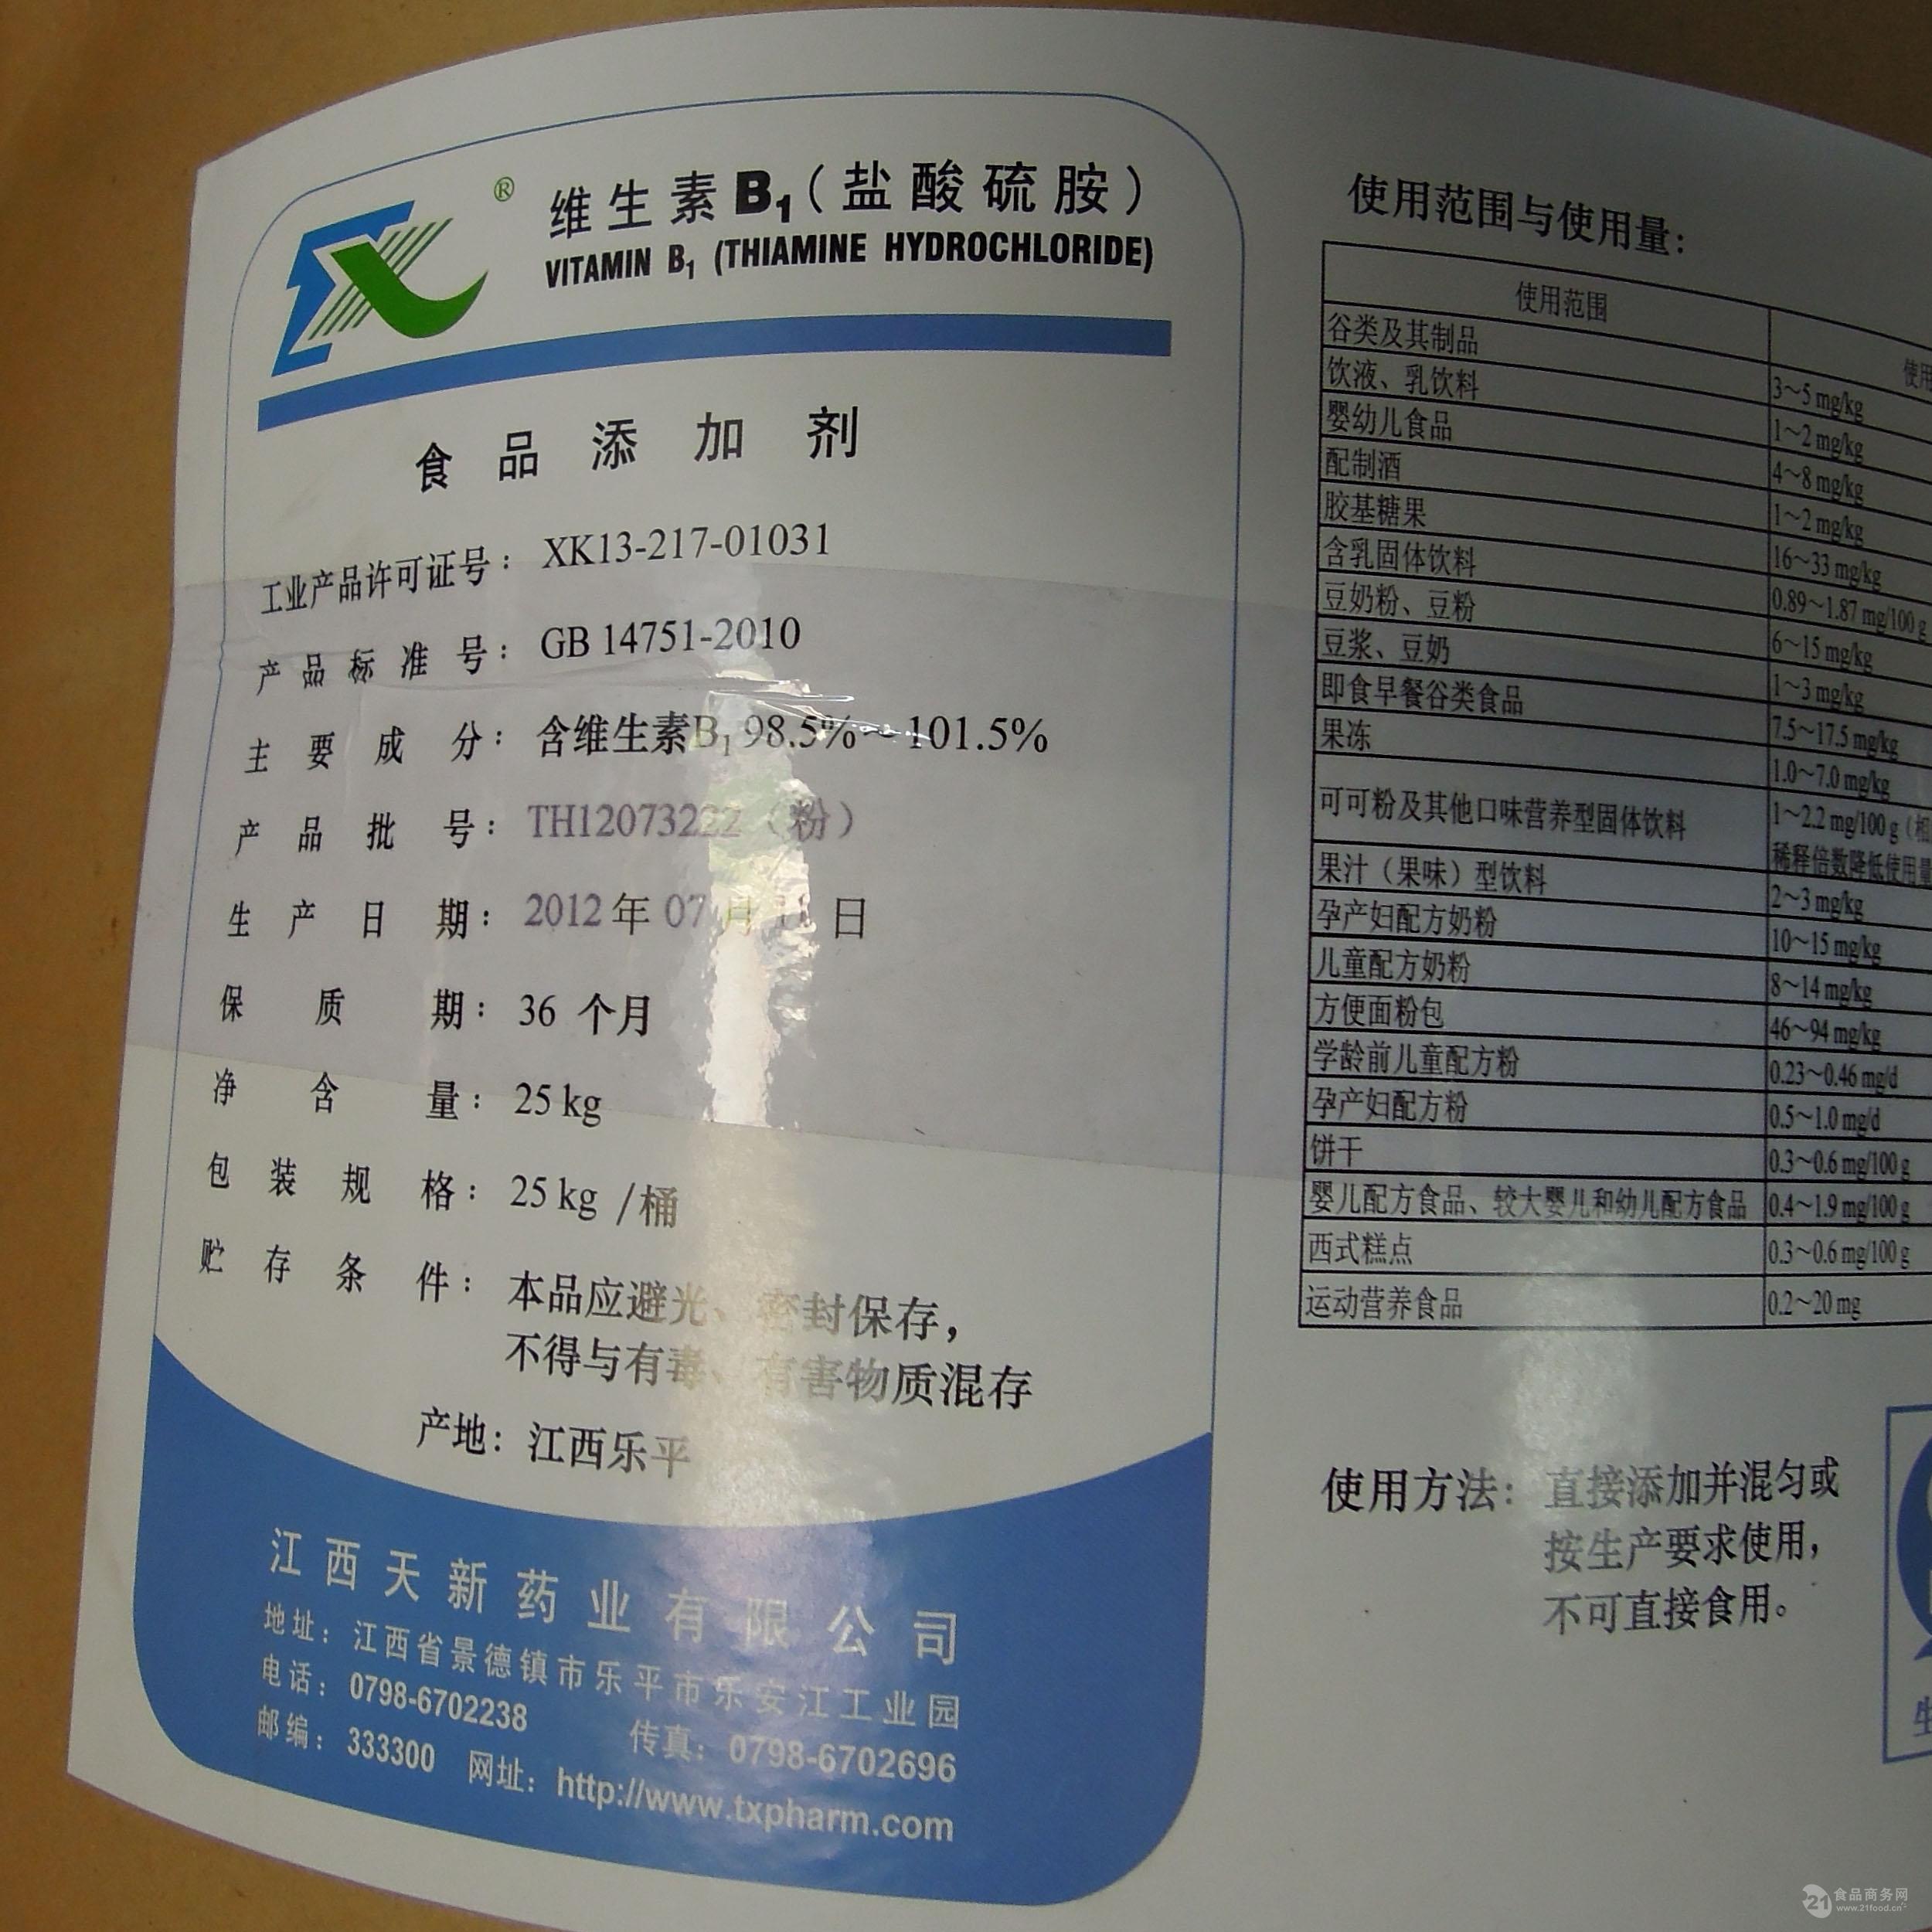 ®
维生素B₁（盐酸硫胺）
VITAMIN B₁ (THIAMINE HYDROCHLORIDE)
食品添加剂
工业产品许可证号：XK13-217-01031
产品标准号：GB 14751-2010
主要成分：含维生素B₁ 98.5%～101.5%
产品批号：TH12073222（粉）
生产日期：2012年07月11日
保质期：36 个月
净含量：25 kg
包装规格：25 kg /桶
贮存条件：本品应避光、密封保存，
不得与有毒、有害物质混存
产地：江西乐平
江西天新药业有限公司
地址：江西省景德镇市乐平市乐安江工业园
电话：0798-6702238 传真：0798-6702696
邮编：333300 网址：http://www.txpharm.com
使用范围与使用量：
使用范围 使用
谷类及其制品 3～5 mg/kg
饮液、乳饮料 1～2 mg/kg
婴幼儿食品 4～8 mg/kg
配制酒 1～2 mg/kg
胶基糖果 16～33 mg/kg
含乳固体饮料 0.89～1.87 mg/100 g
豆奶粉、豆粉 6～15 mg/kg
豆浆、豆奶 1～3 mg/kg
即食早餐谷类食品 7.5～17.5 mg/kg
果冻 1.0～7.0 mg/kg
可可粉及其他口味营养型固体饮料 1～2.2 mg/100 g（相
稀释倍数降低使用量
果汁（果味）型饮料 2～3 mg/kg
孕产妇配方奶粉 10～15 mg/kg
儿童配方奶粉 8～14 mg/kg
方便面粉包 46～94 mg/kg
学龄前儿童配方粉 0.23～0.46 mg/d
孕产妇配方粉 0.5～1.0 mg/d
饼干 0.3～0.6 mg/100 g
婴儿配方食品、较大婴儿和幼儿配方食品 0.4～1.9 mg/100 g
西式糕点 0.3～0.6 mg/100 g
运动营养食品 0.2～20 mg
使用方法：直接添加并混匀或
按生产要求使用，
不可直接食用。
生
21 食品商务网
www.21food.cn